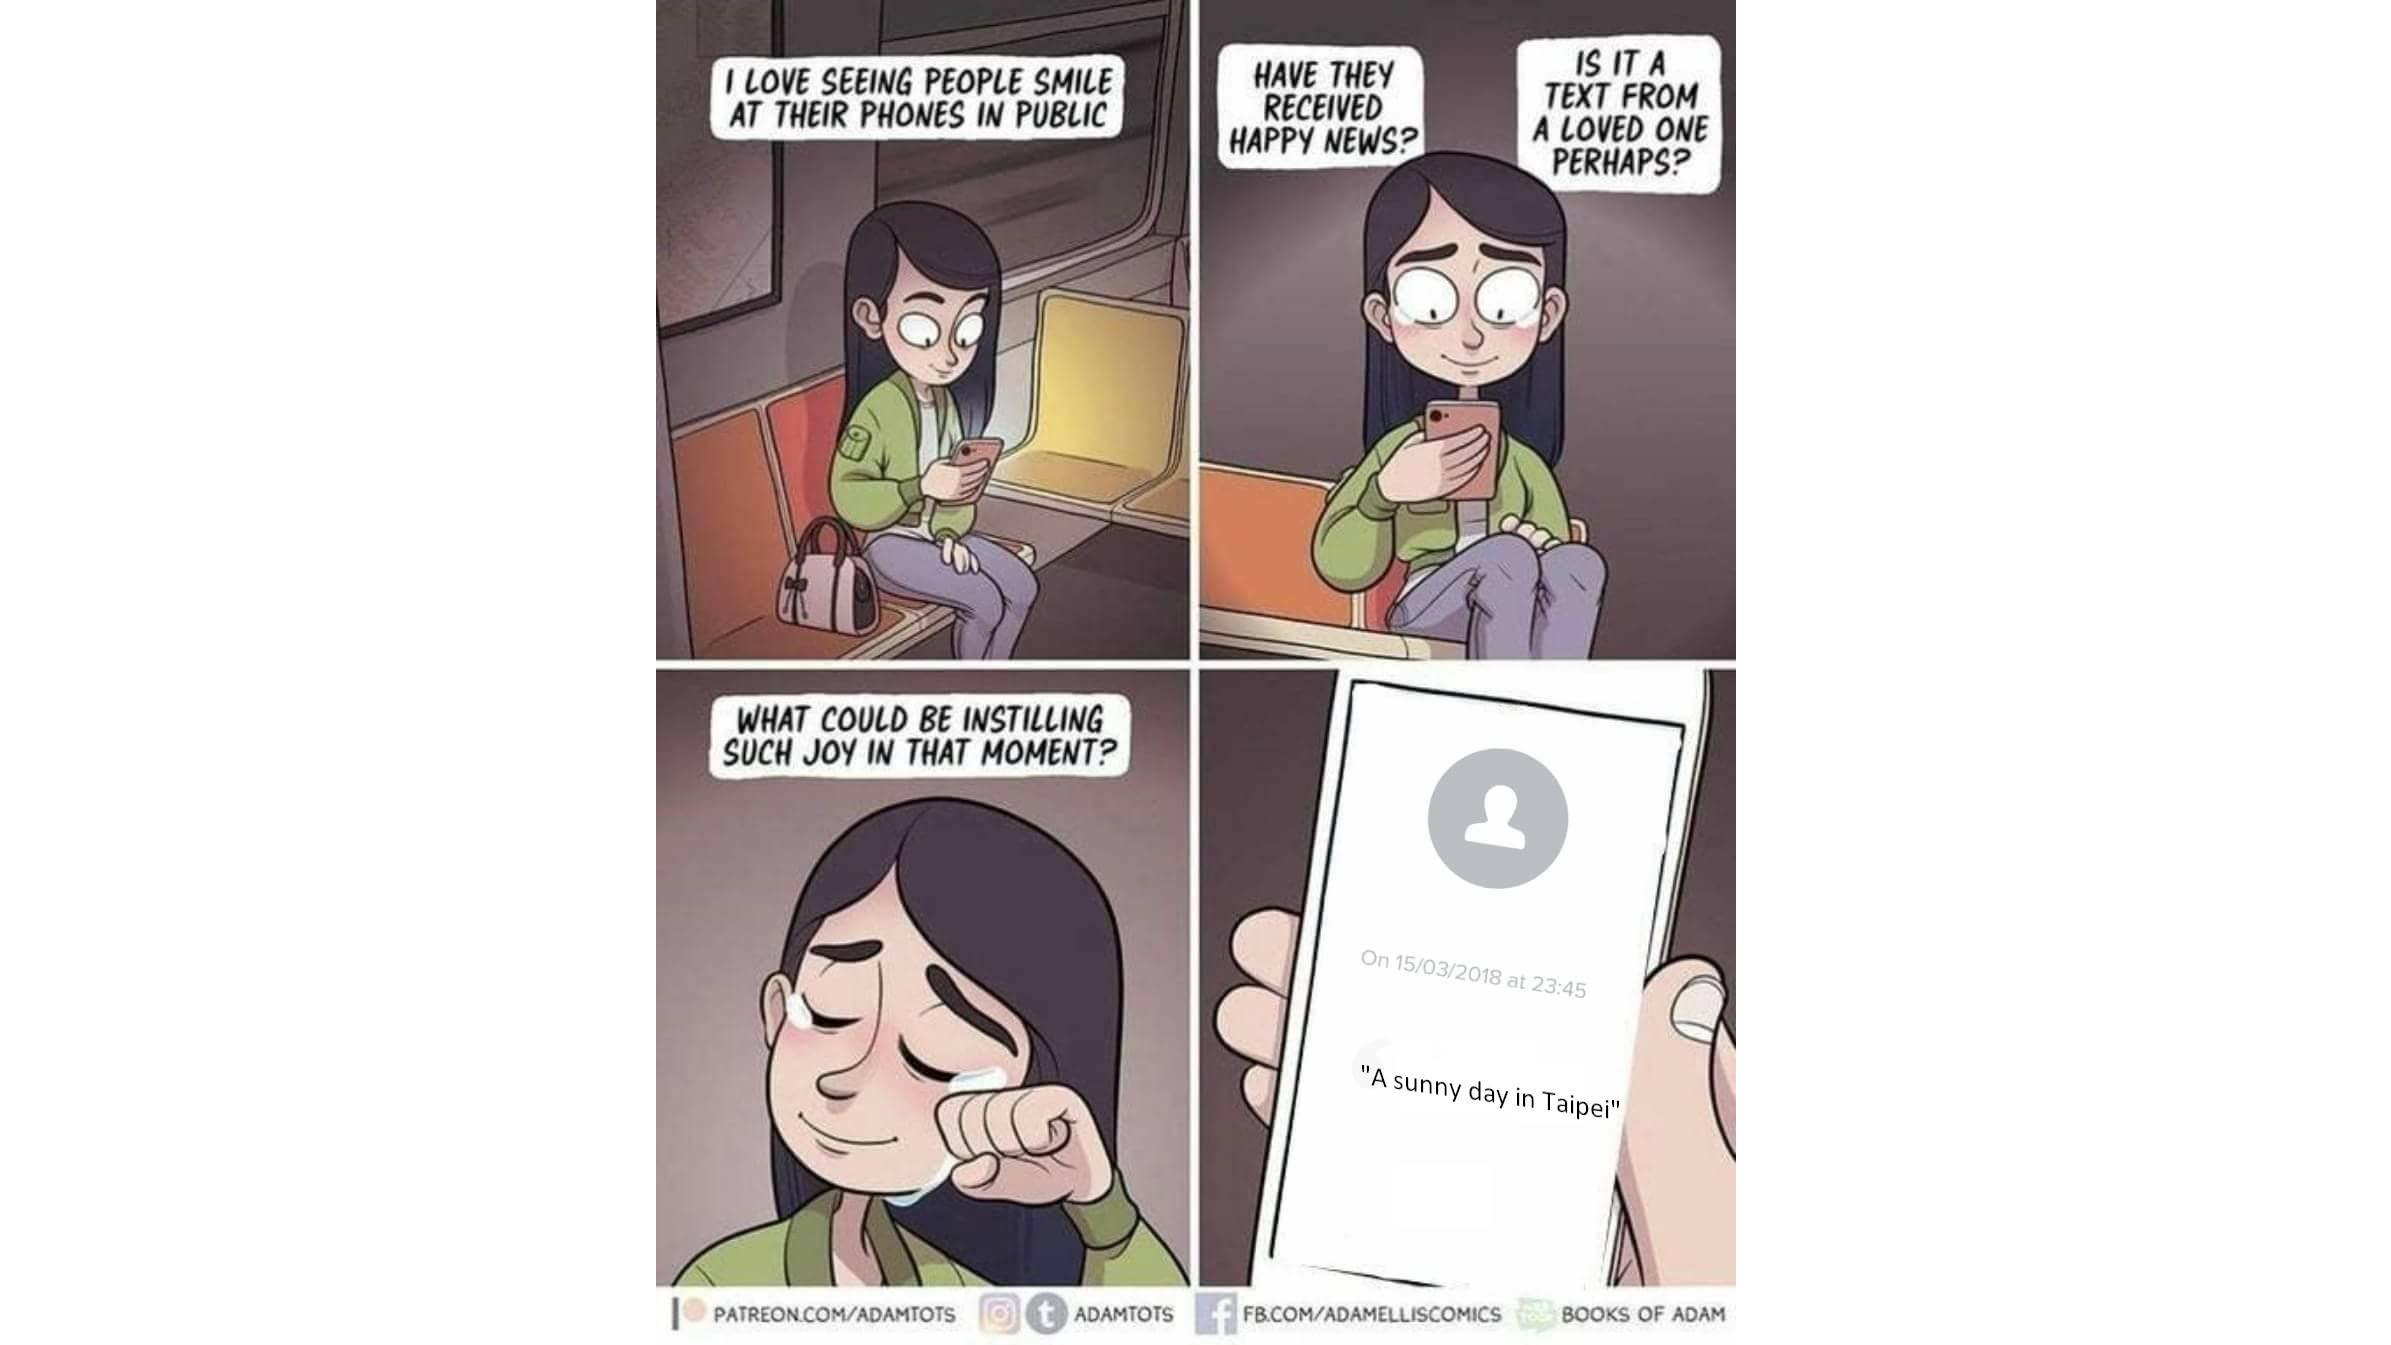 I LOVE SEEING PEOPLE SMILE
AT THEIR PHONES IN PUBLIC
HAVE THEY
RECEIVED
HAPPY NEWS?
IS IT A
TEXT FROM
A LOVED ONE
PERHAPS?
WHAT COULD BE INSTILLING
SUCH JOY IN THAT MOMENT?
On 15/03/2018 at 23:45
"A sunny day in Taipei"
PATREON.COM/ADAMTOTS
t
ADAMTOTS
f
FB.COM/ADAMELLISCOMICS
BOOKS OF ADAM